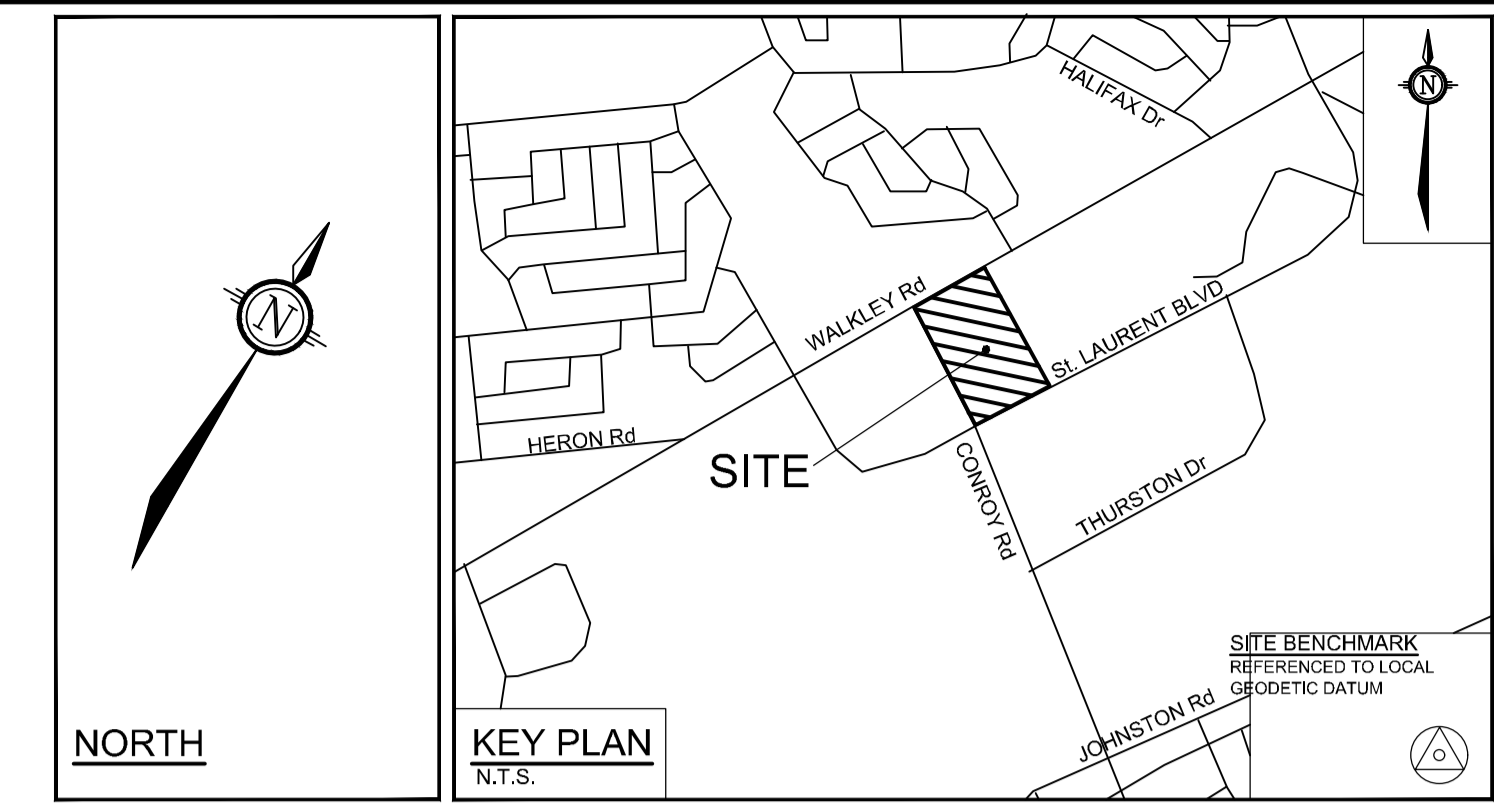 N
NORTH
HALIFAX Dr
N
WALKLEY Rd
St. LAURENT BLVD
HERON Rd
SITE
CONROY Rd
THURSTON Dr
SITE BENCHMARK
REFERENCED TO LOCAL
GEODETIC DATUM
JOHNSTON Rd
KEY PLAN
N.T.S.